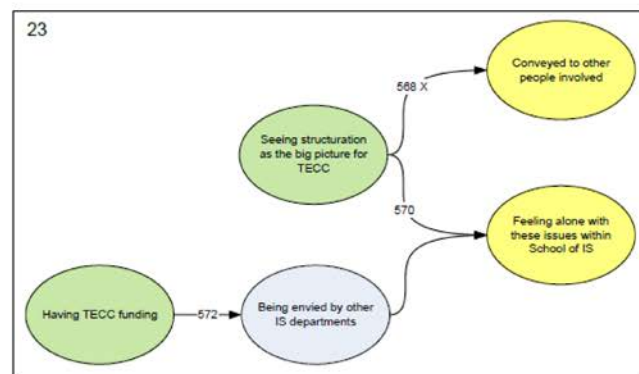 23
Conveyed to other
people involved
568 X
Seeing structuration
as the big picture for
TECC
570
Feeling alone with
these issues within
School of IS
Having TECC funding
572
Being envied by other
IS departments